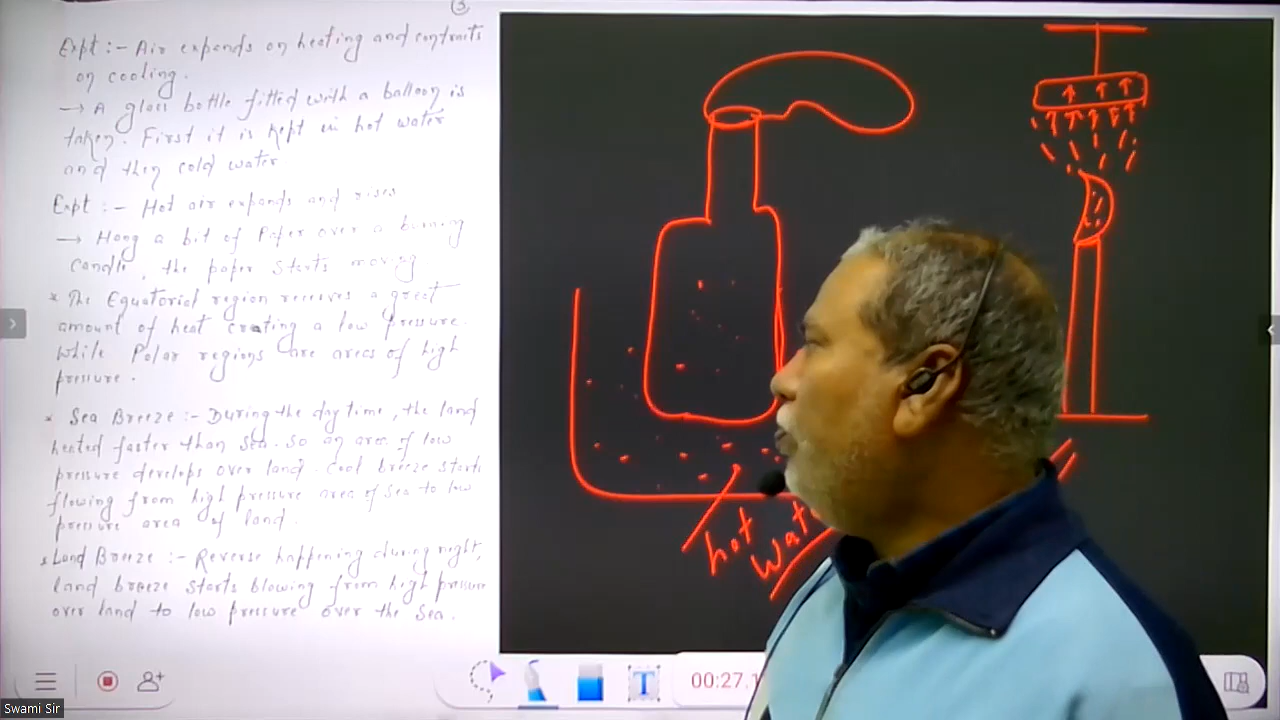 3
Expt :- Air expands on heating and contracts
on cooling.
→ A glass bottle fitted with a balloon is
taken. First it is kept in hot water
and then cold water
Expt :- Hot air expands and rises
→ Hang a bit of Paper over a burning
candle, the paper starts moving
* The Equatorial region receives a great
amount of heat creating a low pressure.
While Polar regions are areas of high
pressure.
* Sea Breeze :- During the day time, the land
heated faster than sea. So an area of low
pressure develops over land. Cool breeze starts
flowing from high pressure area of sea to low
pressure area of land.
* Land Breeze :- Reverse happening during night,
land breeze starts blowing from high pressure
over land to low pressure over the sea.
hot
wat
T
00:27.1
Swami Sir